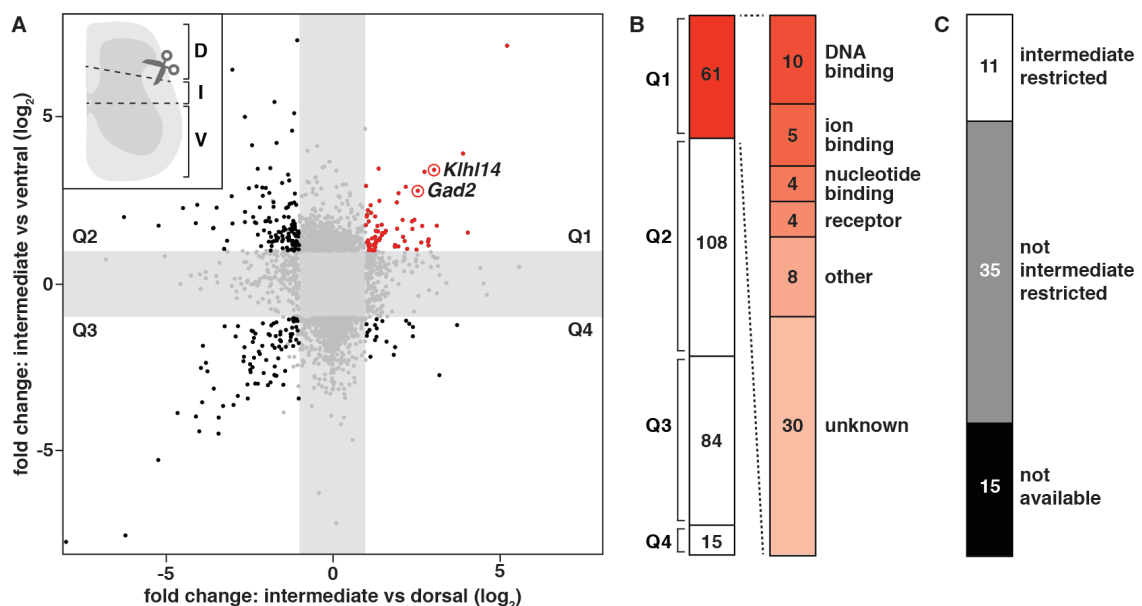 A
D
I
V
fold change: intermediate vs ventral (log2)
5
0
-5
Klhl14
Gad2
Q2
Q1
Q3
Q4
-5
0
5
fold change: intermediate vs dorsal (log2)
B
Q1
61
Q2
108
Q3
84
Q4
15
10
DNA
binding
5
ion
binding
4
nucleotide
binding
4
receptor
8
other
30
unknown
C
11
intermediate
restricted
35
not
intermediate
restricted
15
not
available